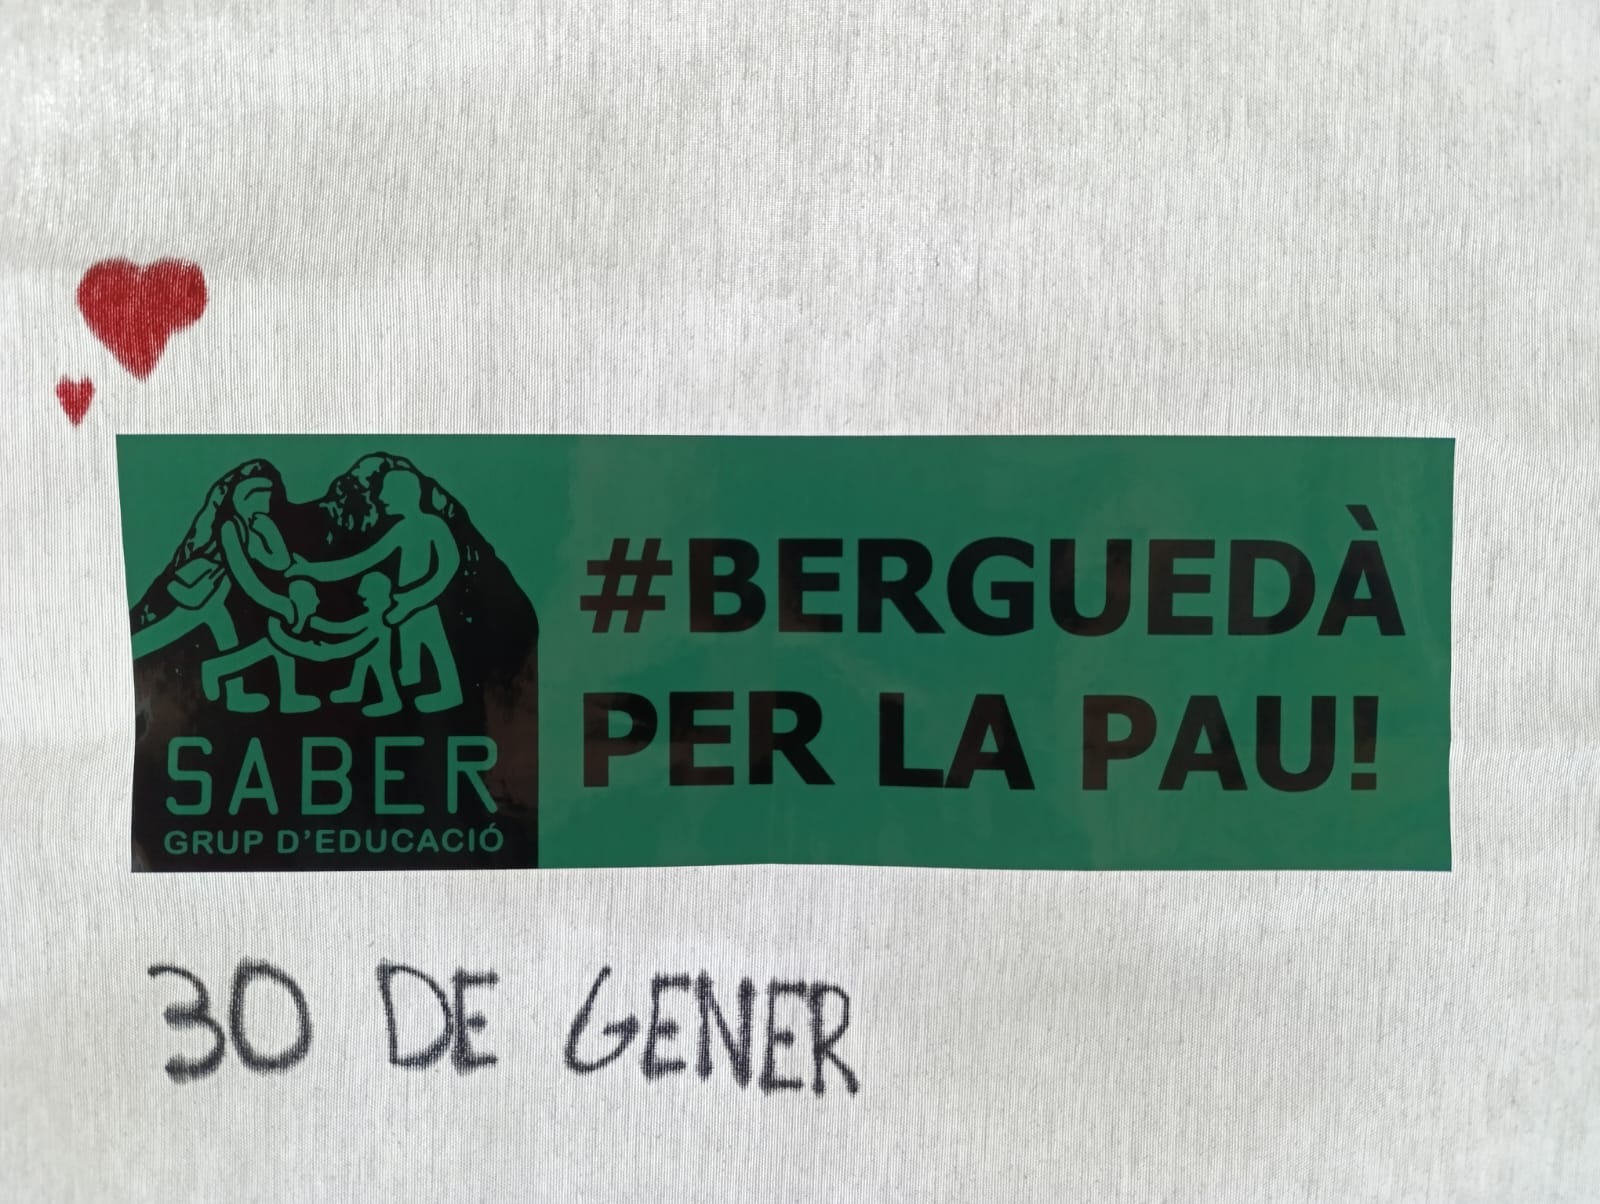 #BERGUEDÀ
PER LA PAU!
SABER
GRUP D'EDUCACIÓ
30 DE GENER